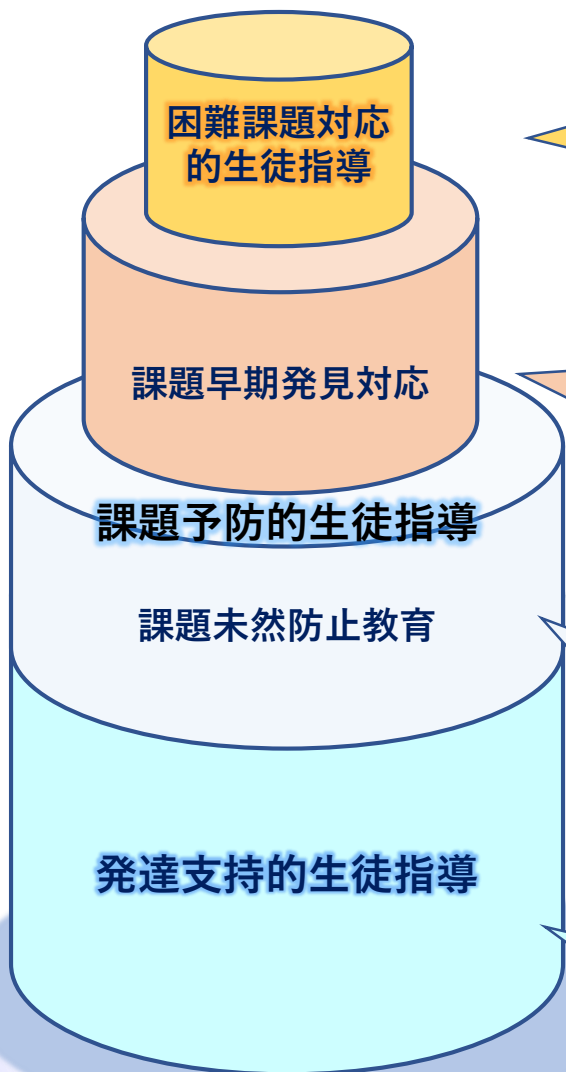 困難課題対応
的生徒指導
課題早期発見対応
課題予防的生徒指導
課題未然防止教育
発達支持的生徒指導